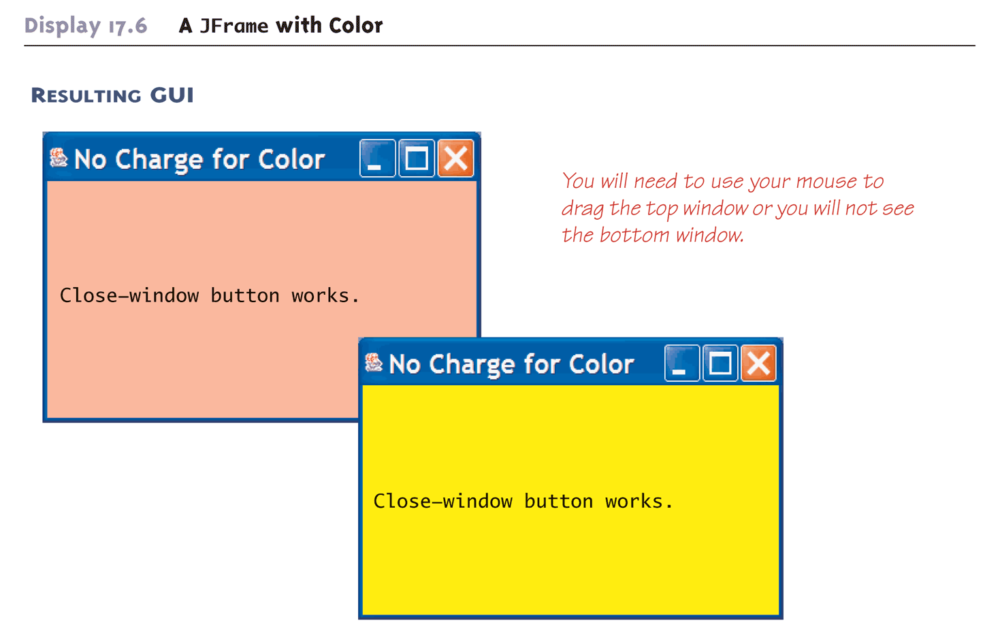 Display 17.6 A JFrame with Color
RESULTING GUI
No Charge for Color
Close–window button works.
You will need to use your mouse to
drag the top window or you will not see
the bottom window.
No Charge for Color
Close–window button works.